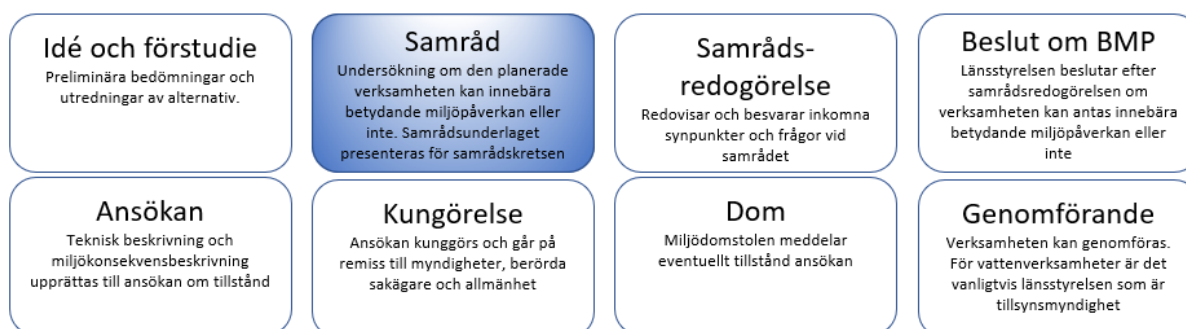 Idé och förstudie
Preliminära bedömningar och
utredningar av alternativ.
Samråd
Undersökning om den planerade
verksamheten kan innebära
betydande miljöpåverkan eller
inte. Samrådsunderlaget
presenteras för samrådskretsen
Samråds-
redogörelse
Redovisar och besvarar inkomna
synpunkter och frågor vid
samrådet
Beslut om BMP
Länsstyrelsen beslutar efter
samrådsredogörelsen om
verksamheten kan antas innebära
betydande miljöpåverkan eller
inte
Ansökan
Teknisk beskrivning och
miljökonsekvensbeskrivning
upprättas till ansökan om tillstånd
Kungörelse
Ansökan kunggörs och går på
remiss till myndigheter, berörda
sakägare och allmänhet
Dom
Miljödomstolen meddelar
eventuellt tillstånd ansökan
Genomförande
Verksamheten kan genomföras.
För vattenverksamheter är det
vanligtvis länsstyrelsen som är
tillsynsmyndighet